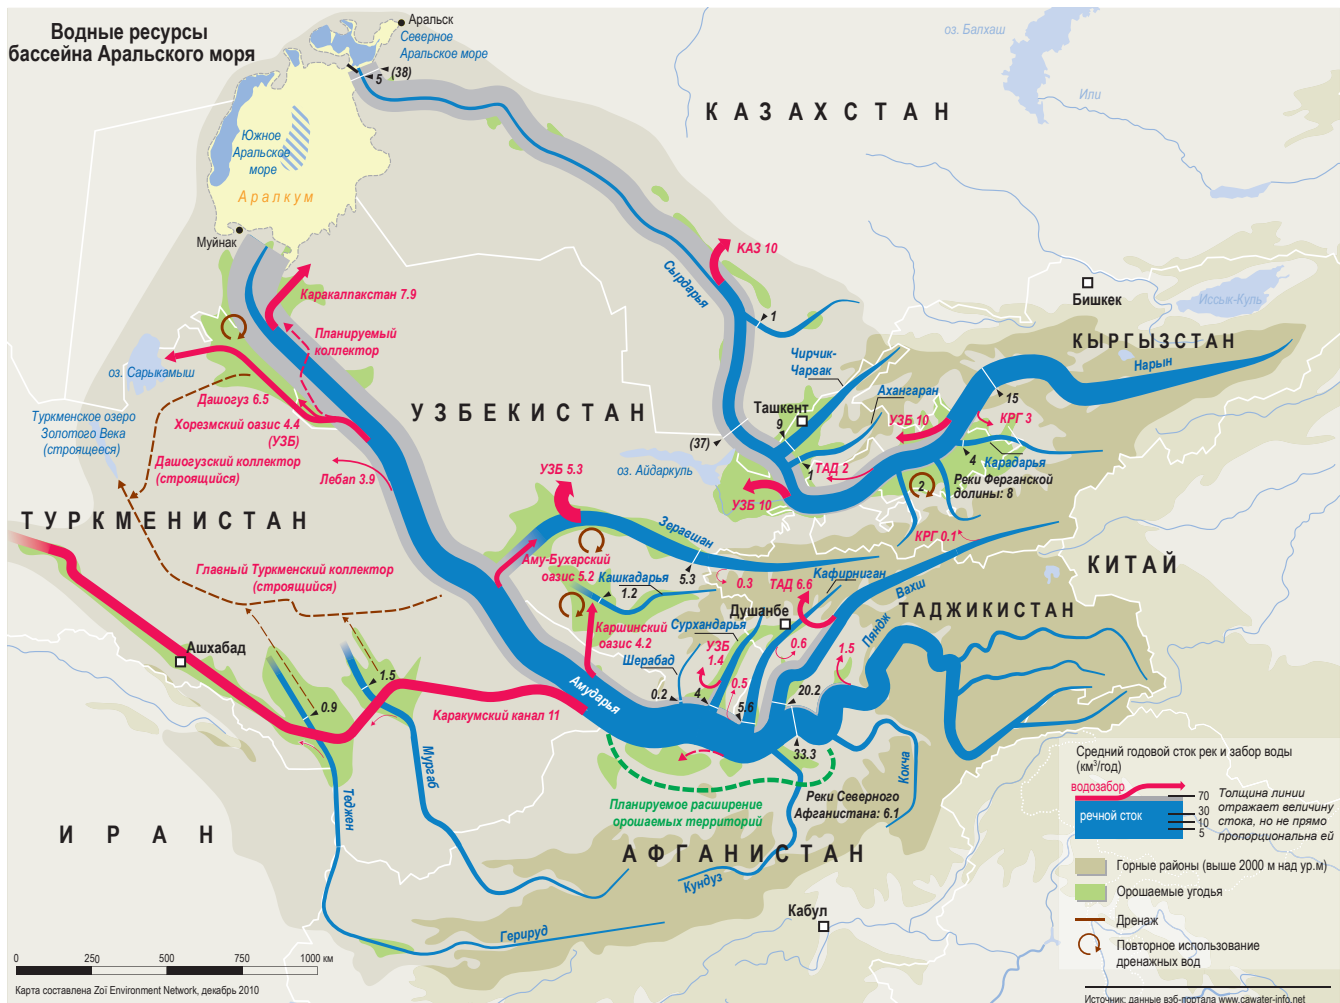 Водные ресурсы
бассейна Аральского моря
Аральск
Северное
Аральское море
5
(38)
оз. Балхаш
Или
КАЗАХСТАН
Южное
Аральское
море
Аралкум
Муйнак
КАЗ 10
Сырдарья
1
Бишкек
Иссык-Куль
КЫРГЫЗСТАН
Нарын
Каракалпакстан 7.9
Планируемый
коллектор
оз. Сарыкамыш
Чирчик-
Чарвак
Ахангаран
Ташкент
9
15
КРГ 3
УЗБ 10
Дашогуз 6.5
Хорезмский оазис 4.4
(УЗБ)
УЗБЕКИСТАН
Туркменское озеро
Золотого Века
(строящееся)
(37)
оз. Айдаркуль
1
ТАД 2
4
Карадарья
Реки Ферганской
долины: 8
2
Дашогузский коллектор
(строящийся)
Лебап 3.9
УЗБ 5.3
УЗБ 10
ТУРКМЕНИСТАН
Зеравшан
КРГ 0.1
КИТАЙ
Главный Туркменский коллектор
(строящийся)
Аму-Бухарский
оазис 5.2
Кашкадарья
1.2
5.3
0.3
ТАД 6.6
Кафирниган
Вахш
ТАДЖИКИСТАН
Душанбе
Сурхандарья
Каршинский
оазис 4.2
Шерабад
УЗБ
1.4
0.6
1.5
Пяндж
Ашхабад
1.5
0.9
Амударья
0.2
4
0.5
5.6
20.2
33.3
Каракумский канал 11
Мургаб
Теджен
Кокча
Планируемое расширение
орошаемых территорий
Реки Северного
Афганистана: 6.1
ИРАН
АФГАНИСТАН
Кундуз
Герируд
Кабул
Средний годовой сток рек и забор воды
(км³/год)
водозабор
речной сток
70
30
10
5
Толщина линии
отражает величину
стока, но не прямо
пропорциональна ей
Горные районы (выше 2000 м над ур.м)
Орошаемые угодья
Дренаж
Повторное использование
дренажных вод
0 250 500 750 1000 км
Карта составлена Zoï Environment Network, декабрь 2010
Источник: данные вэб-портала www.cawater-info.net